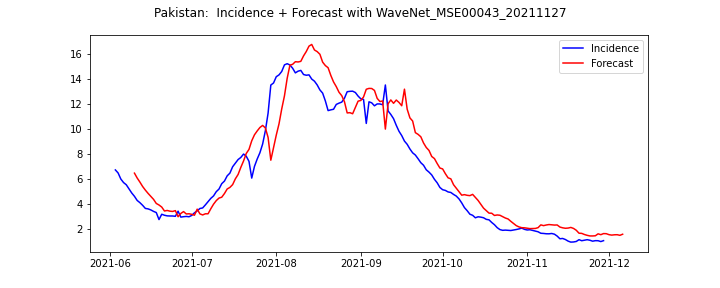 Pakistan:  Incidence + Forecast with WaveNet_MSE00043_20211127
Incidence
Forecast
16
14
12
10
8
6
4
2
2021-06 2021-07 2021-08 2021-09 2021-10 2021-11 2021-12